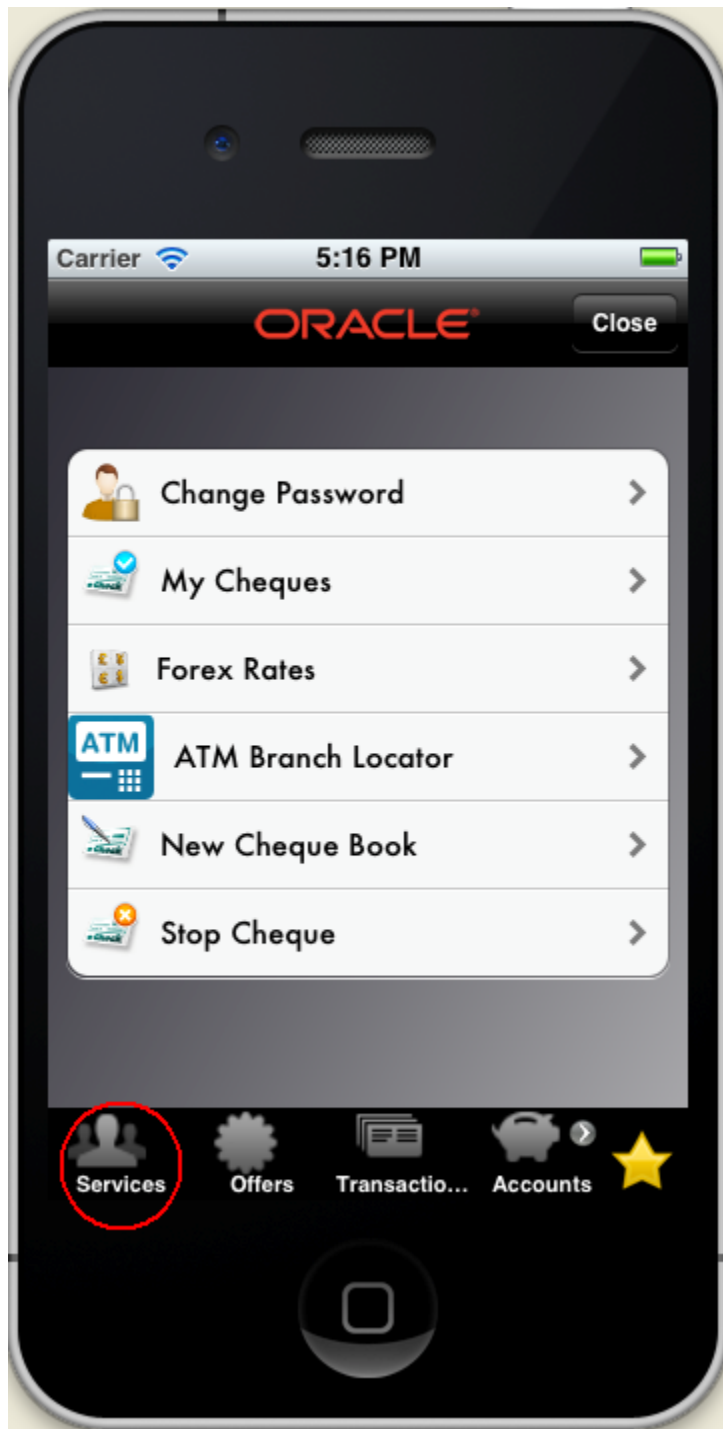 Carrier 5:16 PM
ORACLE® Close
Change Password
My Cheques
Forex Rates
ATM ATM Branch Locator
New Cheque Book
Stop Cheque
Services Offers Transactio... Accounts